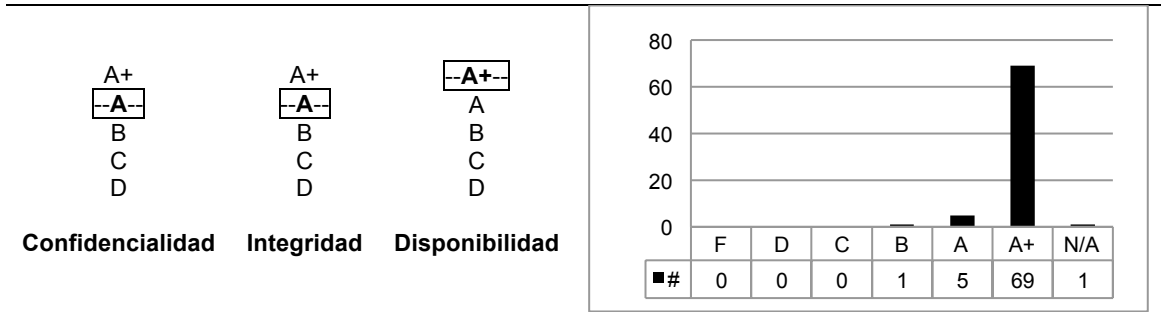 A+ A+ --A+--
--A-- --A-- A
B B B
C C C
D D D
Confidencialidad Integridad Disponibilidad
80
60
40
20
0
F D C B A A+ N/A
# 0 0 0 1 5 69 1